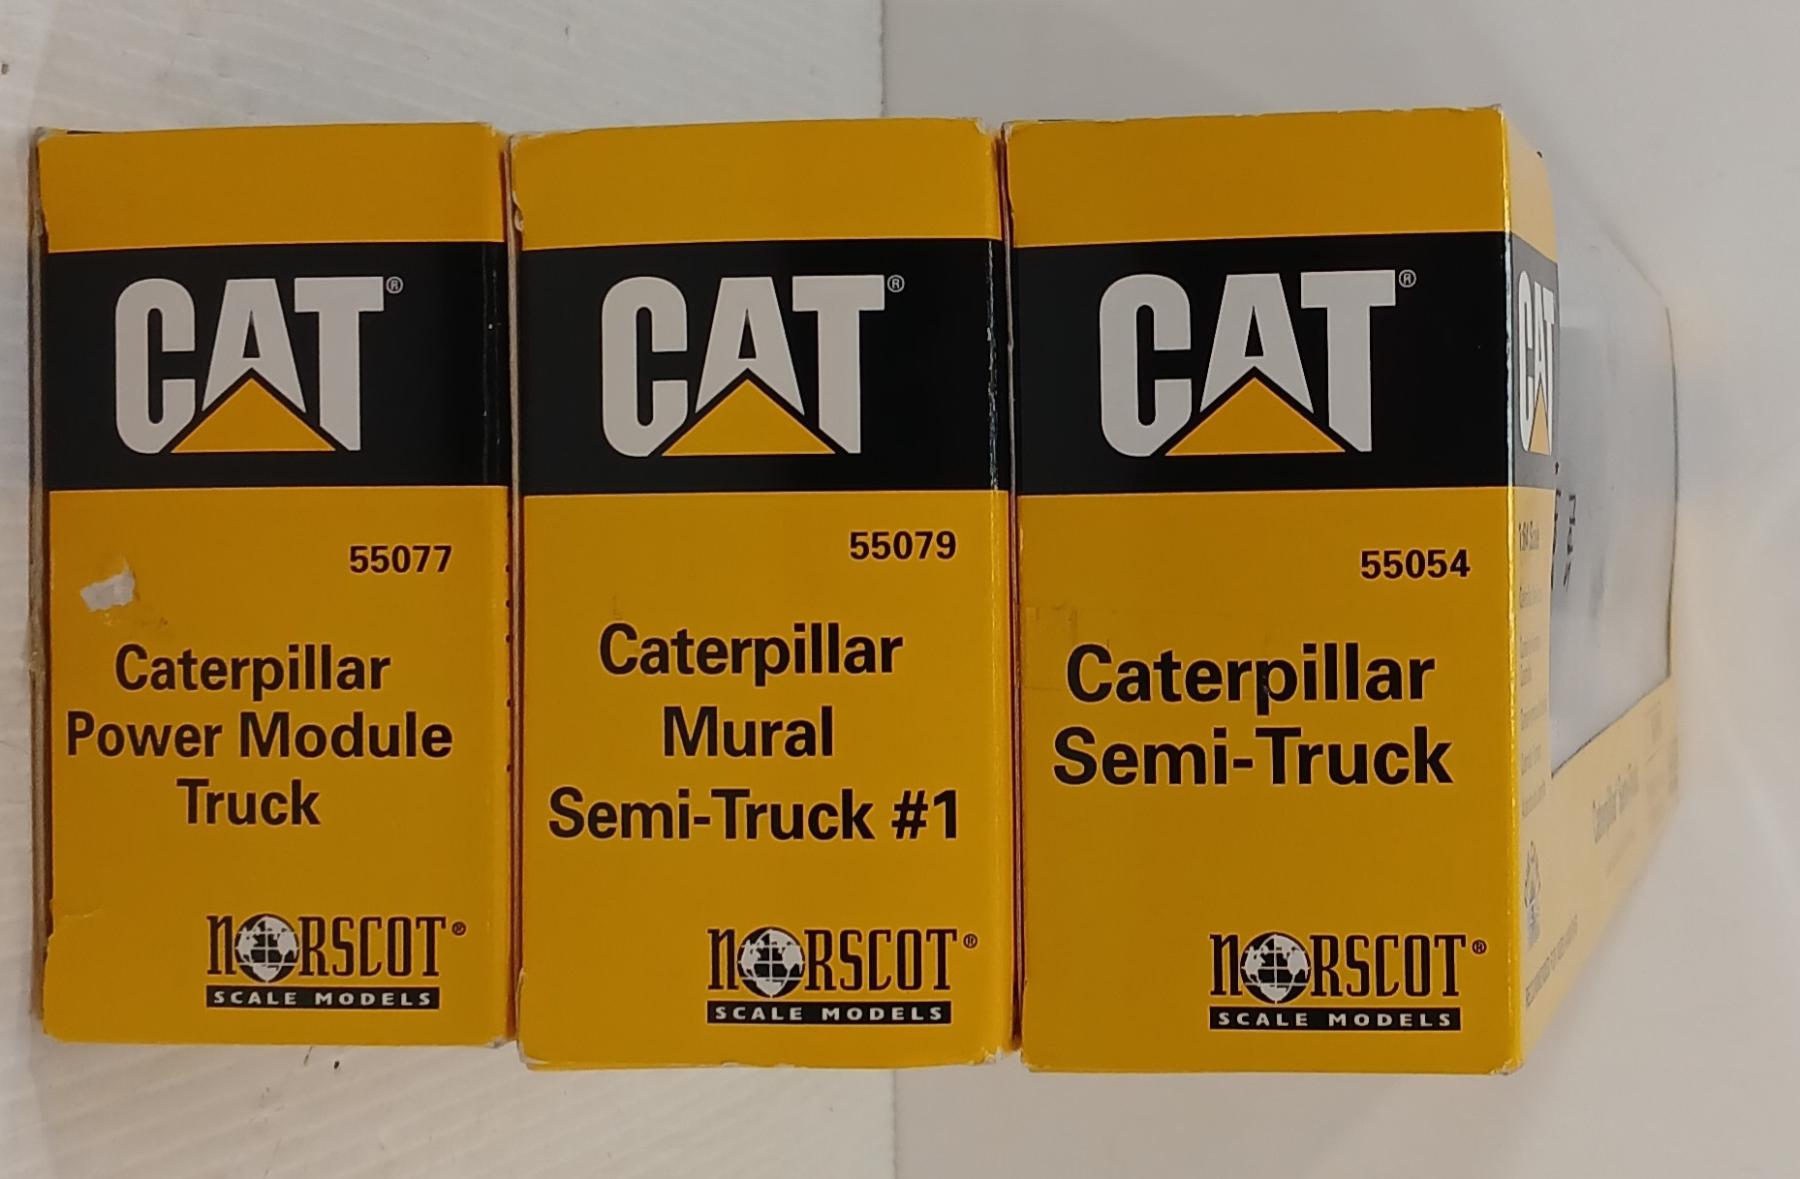 CAT®
55077
Caterpillar
Power Module
Truck
NORSCOT®
SCALE MODELS
CAT®
55079
Caterpillar
Mural
Semi-Truck #1
NORSCOT®
SCALE MODELS
CAT®
55054
Caterpillar
Semi-Truck
NORSCOT®
SCALE MODELS
CAT